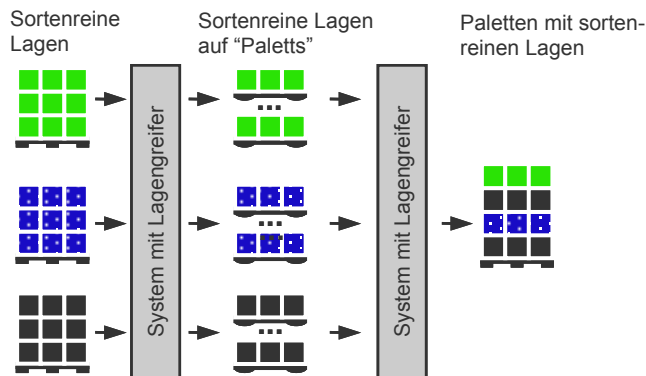 Sortenreine
Lagen
Sortenreine Lagen
auf “Paletts”
Paletten mit sorten-
reinen Lagen
System mit Lagengreifer
System mit Lagengreifer